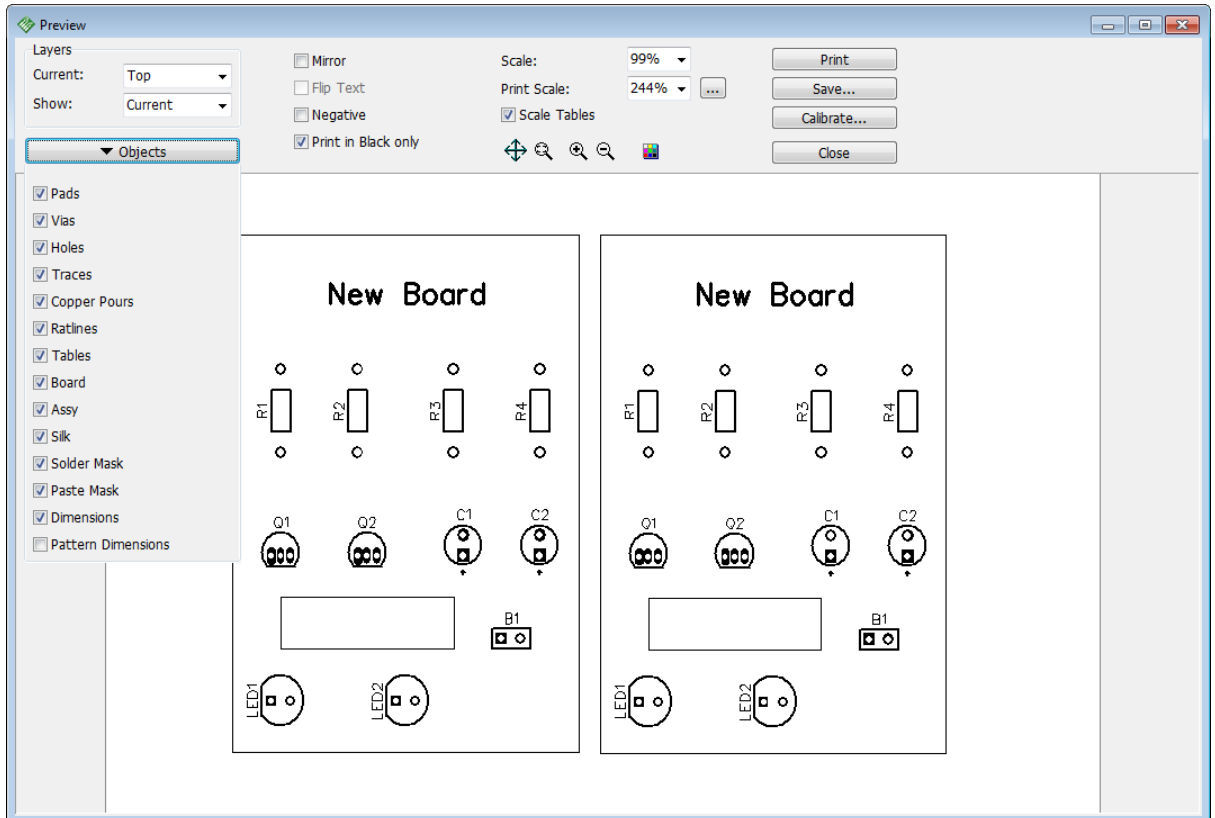 Preview
Layers
Current: Top
Show: Current
Objects
Mirror
Flip Text
Negative
Print in Black only
Scale: 99%
Print Scale: 244% ...
Scale Tables
Print
Save...
Calibrate...
Close
Pads
Vias
Holes
Traces
Copper Pours
Ratlines
Tables
Board
Assy
Silk
Solder Mask
Paste Mask
Dimensions
Pattern Dimensions
New Board
R1 R2 R3 R4
Q1 Q2 C1 C2
B1
LED1 LED2
New Board
R1 R2 R3 R4
Q1 Q2 C1 C2
B1
LED1 LED2